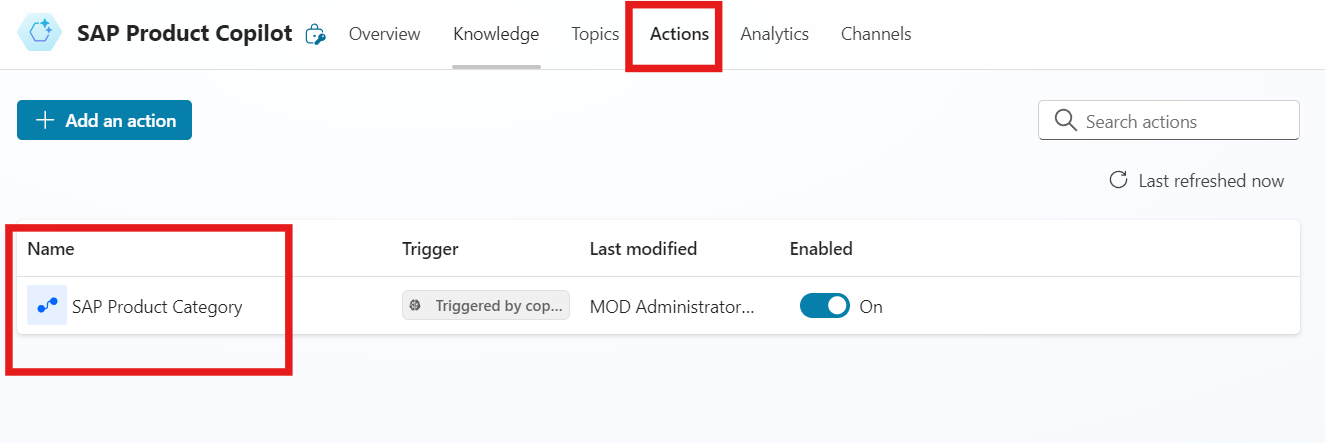 SAP Product Copilot Overview Knowledge Topics Actions Analytics Channels
Add an action
Search actions
Last refreshed now
Name Trigger Last modified Enabled
SAP Product Category Triggered by cop... MOD Administrator... On